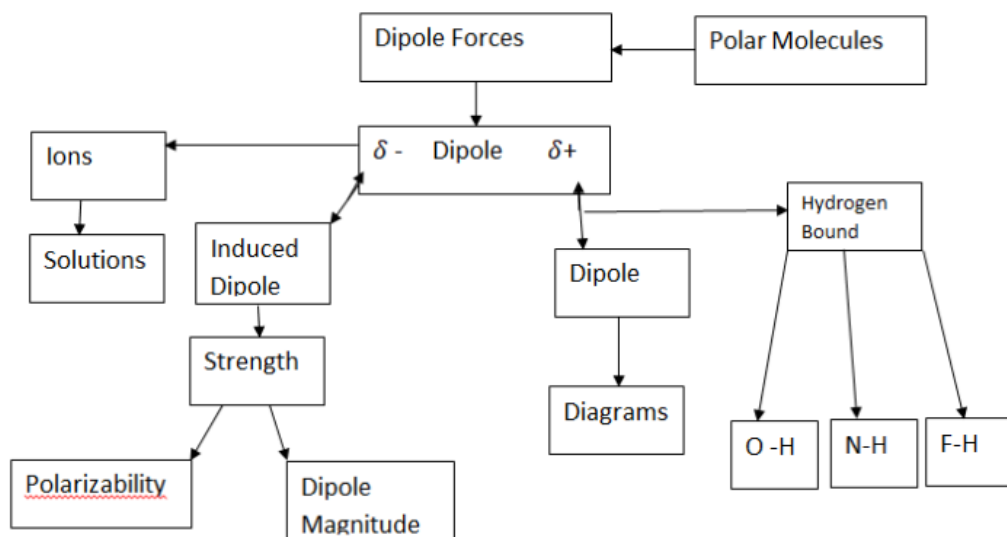 Dipole Forces
Polar Molecules
δ - Dipole δ+
Ions
Hydrogen
Bound
Solutions
Induced
Dipole
Dipole
Strength
Diagrams
O -H
N-H
F-H
Polarizability
Dipole
Magnitude